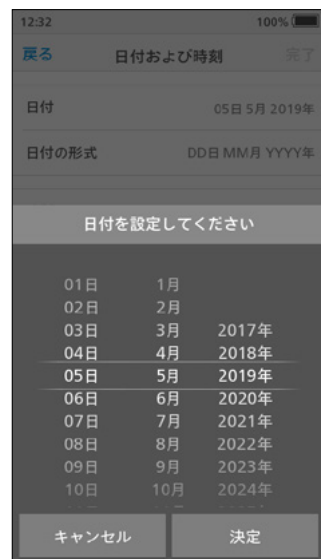 12:32 100%
戻る 日付および時刻 完了
日付 05日 5月 2019年
日付の形式 DD日 MM月 YYYY年
日付を設定してください
01日 1月
02日 2月
03日 3月 2017年
04日 4月 2018年
05日 5月 2019年
06日 6月 2020年
07日 7月 2021年
08日 8月 2022年
09日 9月 2023年
10日 10月 2024年
キャンセル 決定